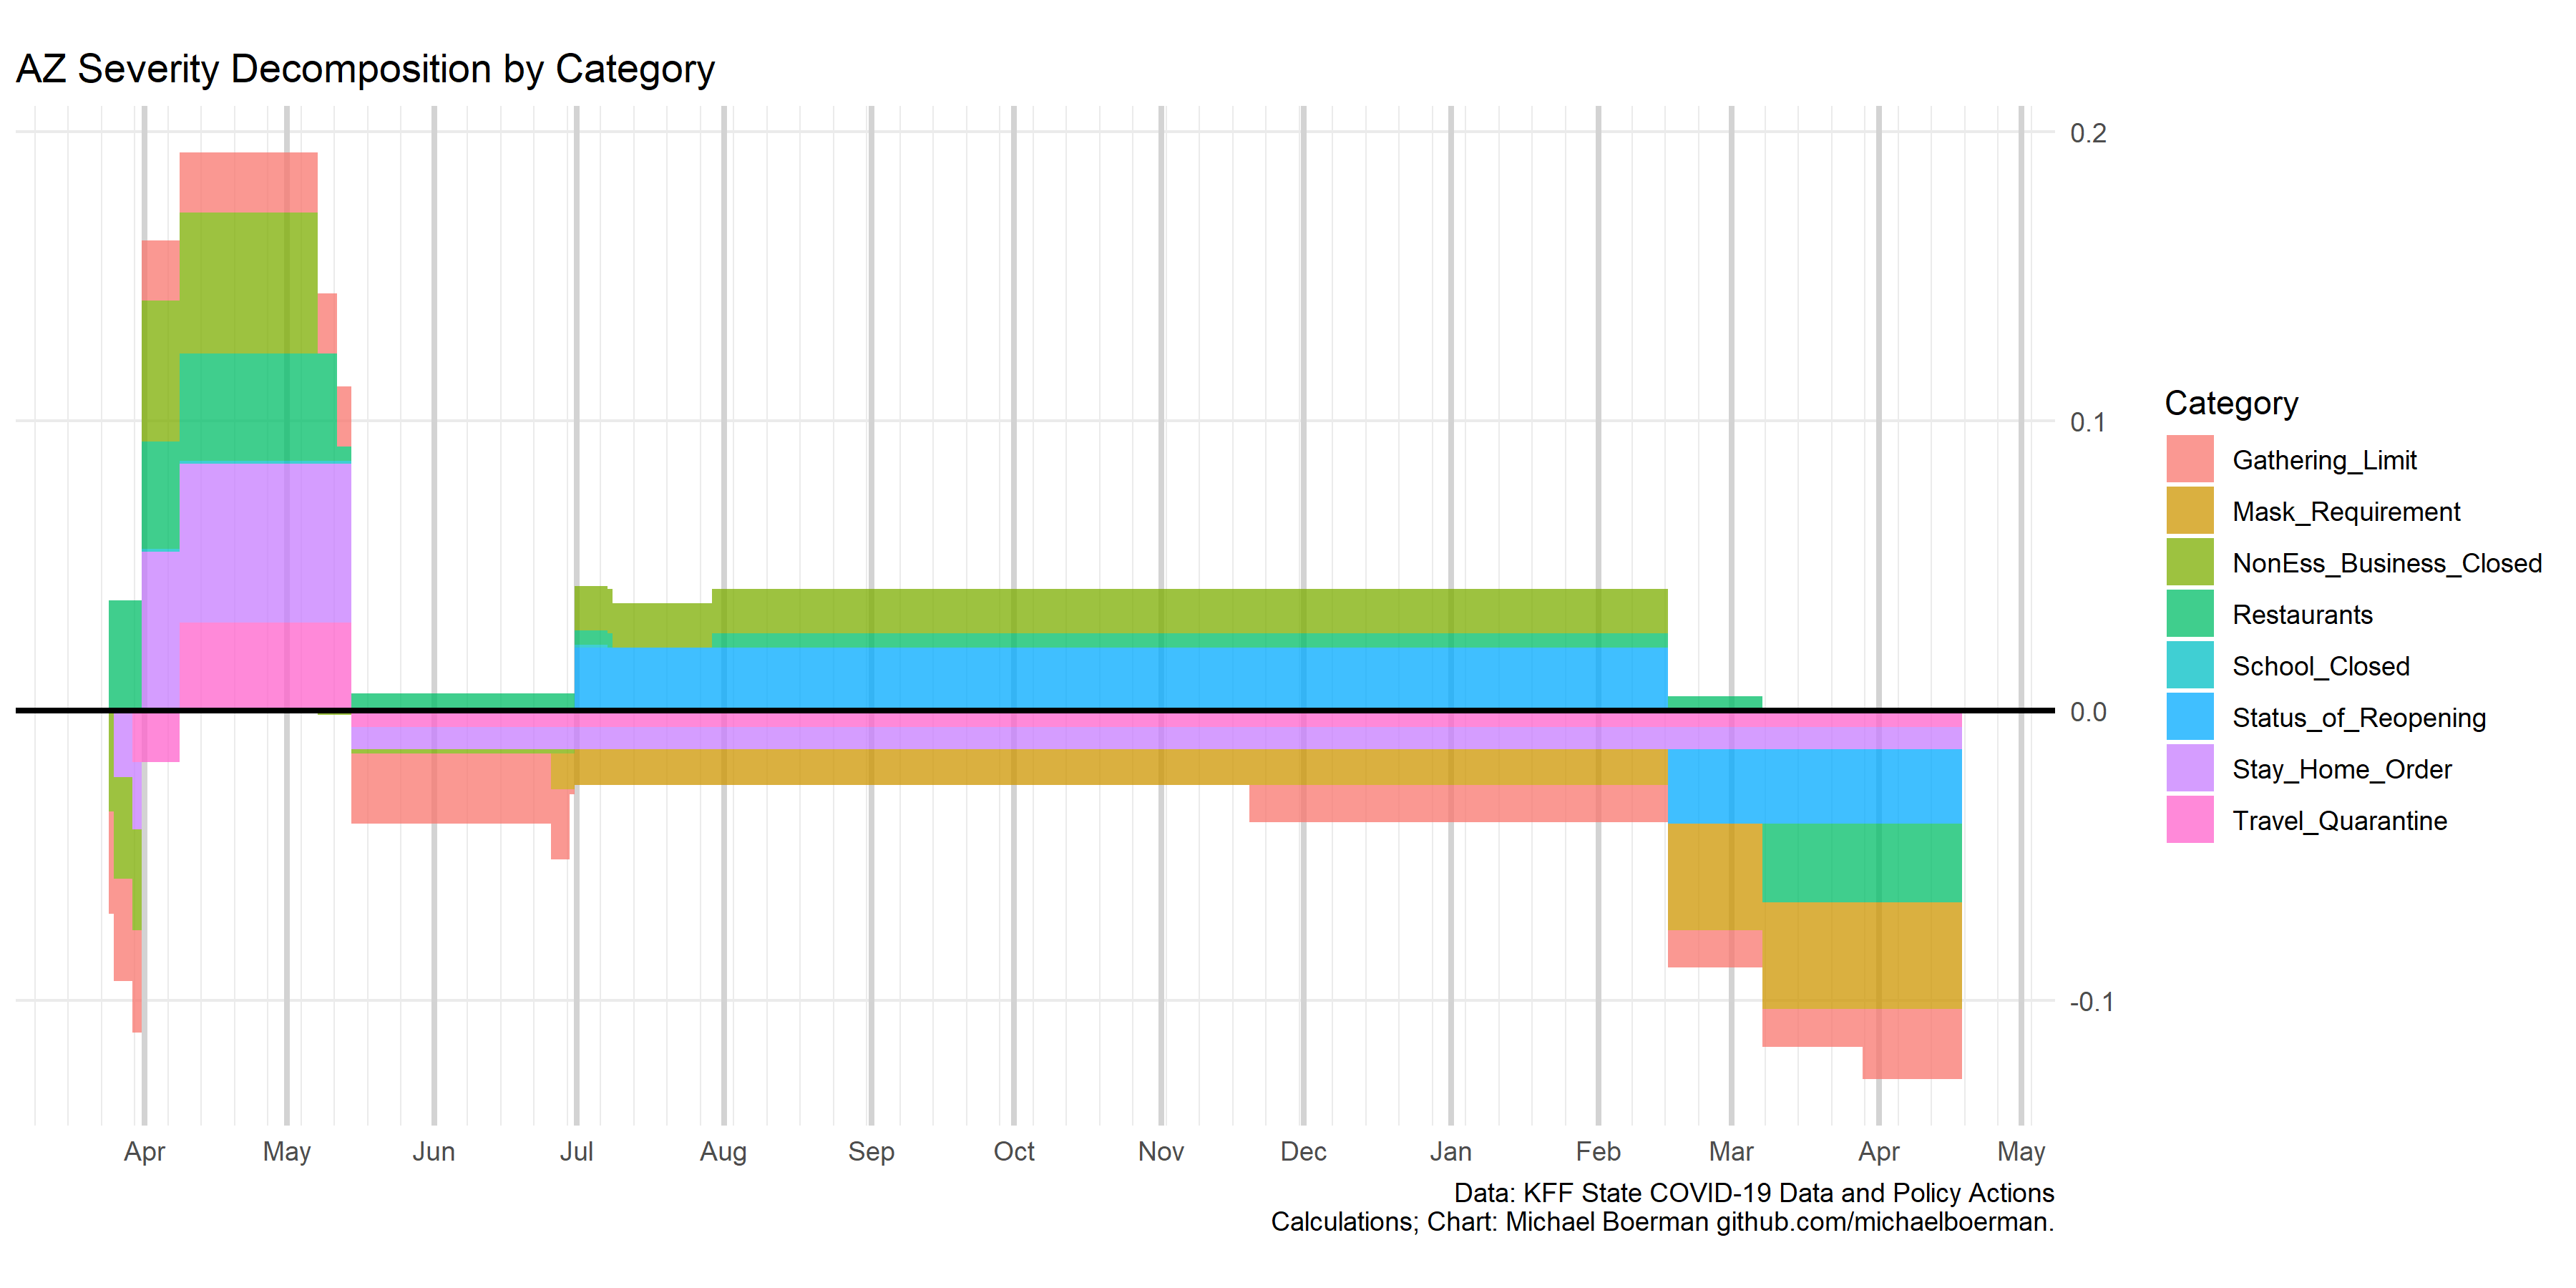 AZ Severity Decomposition by Category
0.2
0.1
0.0
-0.1
Apr May Jun Jul Aug Sep Oct Nov Dec Jan Feb Mar Apr May
Category
Gathering_Limit
Mask_Requirement
NonEss_Business_Closed
Restaurants
School_Closed
Status_of_Reopening
Stay_Home_Order
Travel_Quarantine
Data: KFF State COVID-19 Data and Policy Actions
Calculations; Chart: Michael Boerman github.com/michaelboerman.